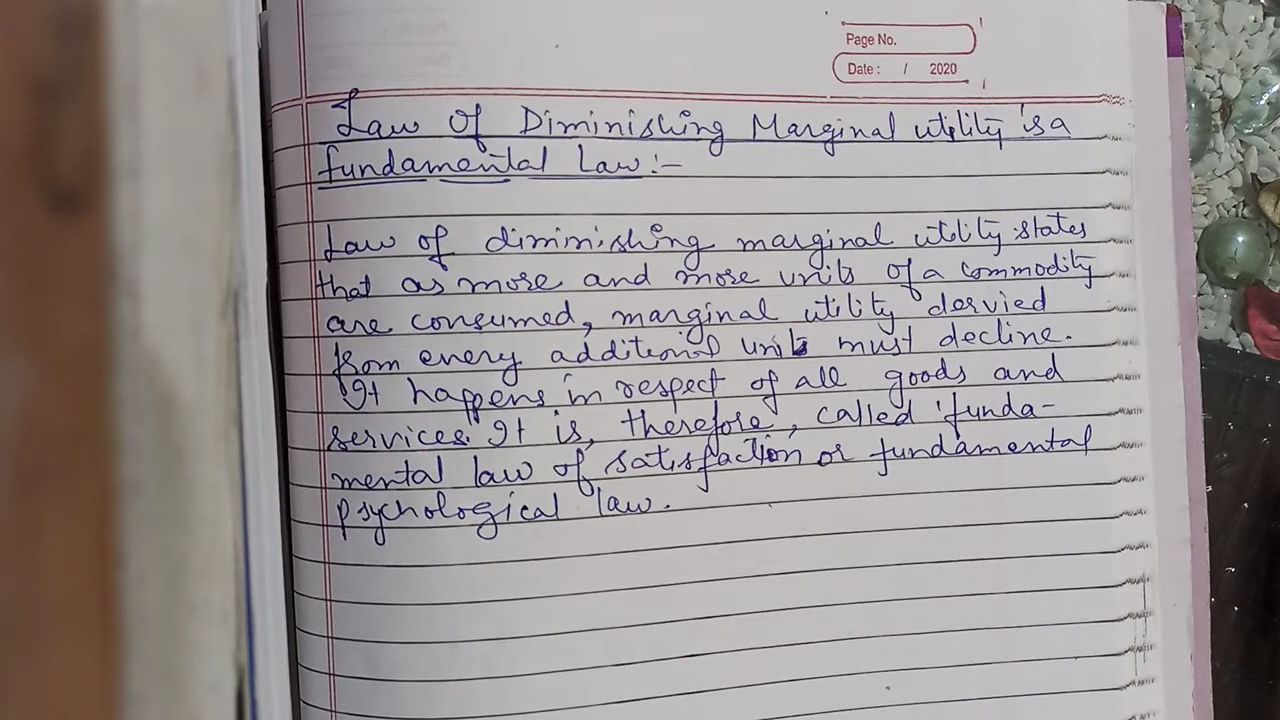 Page No.
Date : / 2020
Law Of Diminishing Marginal utility is a
fundamental Law :-
Law of diminishing marginal utility states
that as more and more units of a commodity
are consumed, marginal utility dervied
from every additional units must decline.
It happens in respect of all goods and
services. It is, therefore, called 'funda-
mental law of satisfaction or fundamental
psychological law.